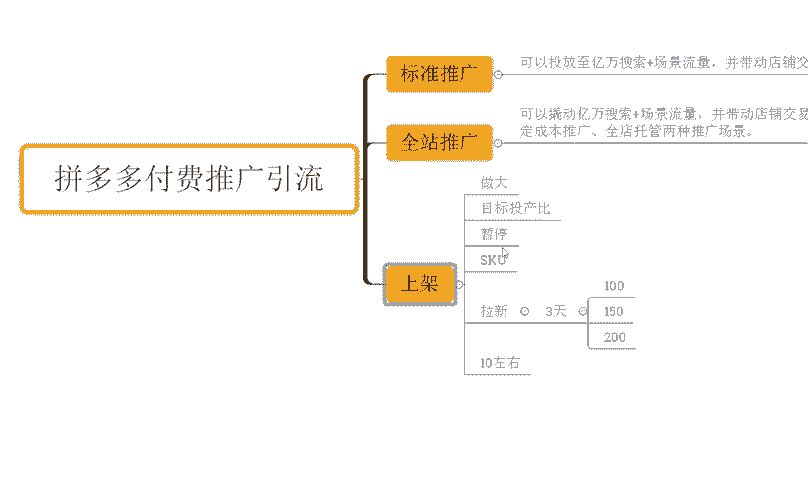 拼多多付费推广引流
标准推广
可以投放至亿万搜索+场景流量，并带动店铺交
全站推广
可以撬动亿万搜索+场景流量，并带动店铺交易
定成本推广、全店托管两种推广场景。
上架
做大
目标投产比
暂停
SKU
拉新
3天
100
150
200
10左右